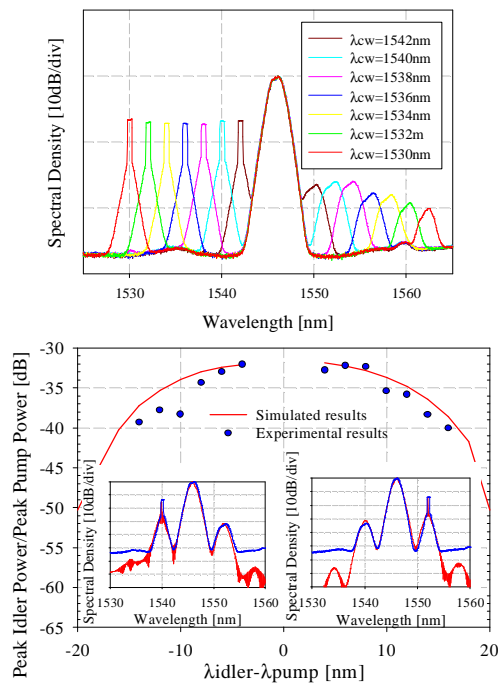 Spectral Density [10dB/div]
λcw=1542nm
λcw=1540nm
λcw=1538nm
λcw=1536nm
λcw=1534nm
λcw=1532m
λcw=1530nm
1530
1540
1550
1560
Wavelength [nm]
Peak Idler Power/Peak Pump Power [dB]
-30
-35
-40
-45
-50
-55
-60
-65
Simulated results
Experimental results
Spectral Density [10dB/div]
1530
1540
1550
1560
Wavelength [nm]
Spectral Density [10dB/div]
1530
1540
1550
1560
Wavelength [nm]
-20
-10
0
10
20
λidler-λpump [nm]